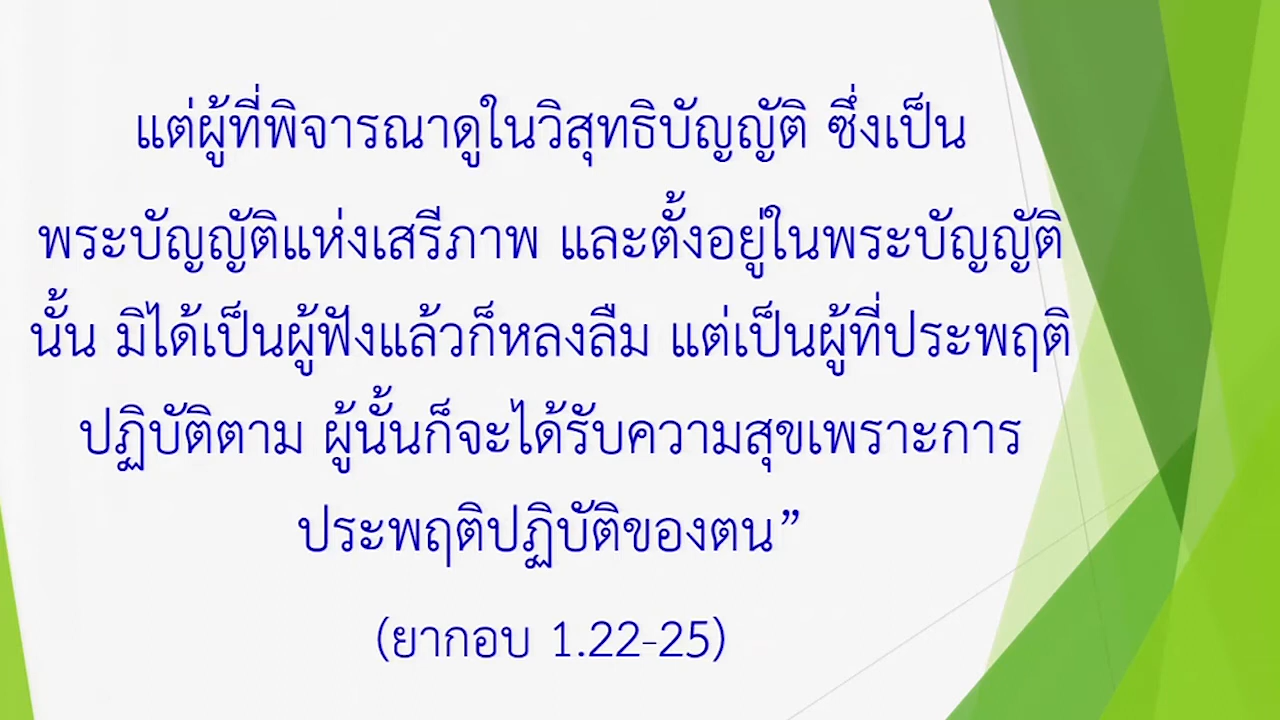 แต่ผู้ที่พิจารณาดูในวิสุทธิบัญญัติ ซึ่งเป็น
พระบัญญัติแห่งเสรีภาพ และตั้งอยู่ในพระบัญญัติ
นั้น มิได้เป็นผู้ฟังแล้วก็หลงลืม แต่เป็นผู้ที่ประพฤติ
ปฏิบัติตาม ผู้นั้นก็จะได้รับความสุขเพราะการ
ประพฤติปฏิบัติของตน”
(ยากอบ 1.22-25)